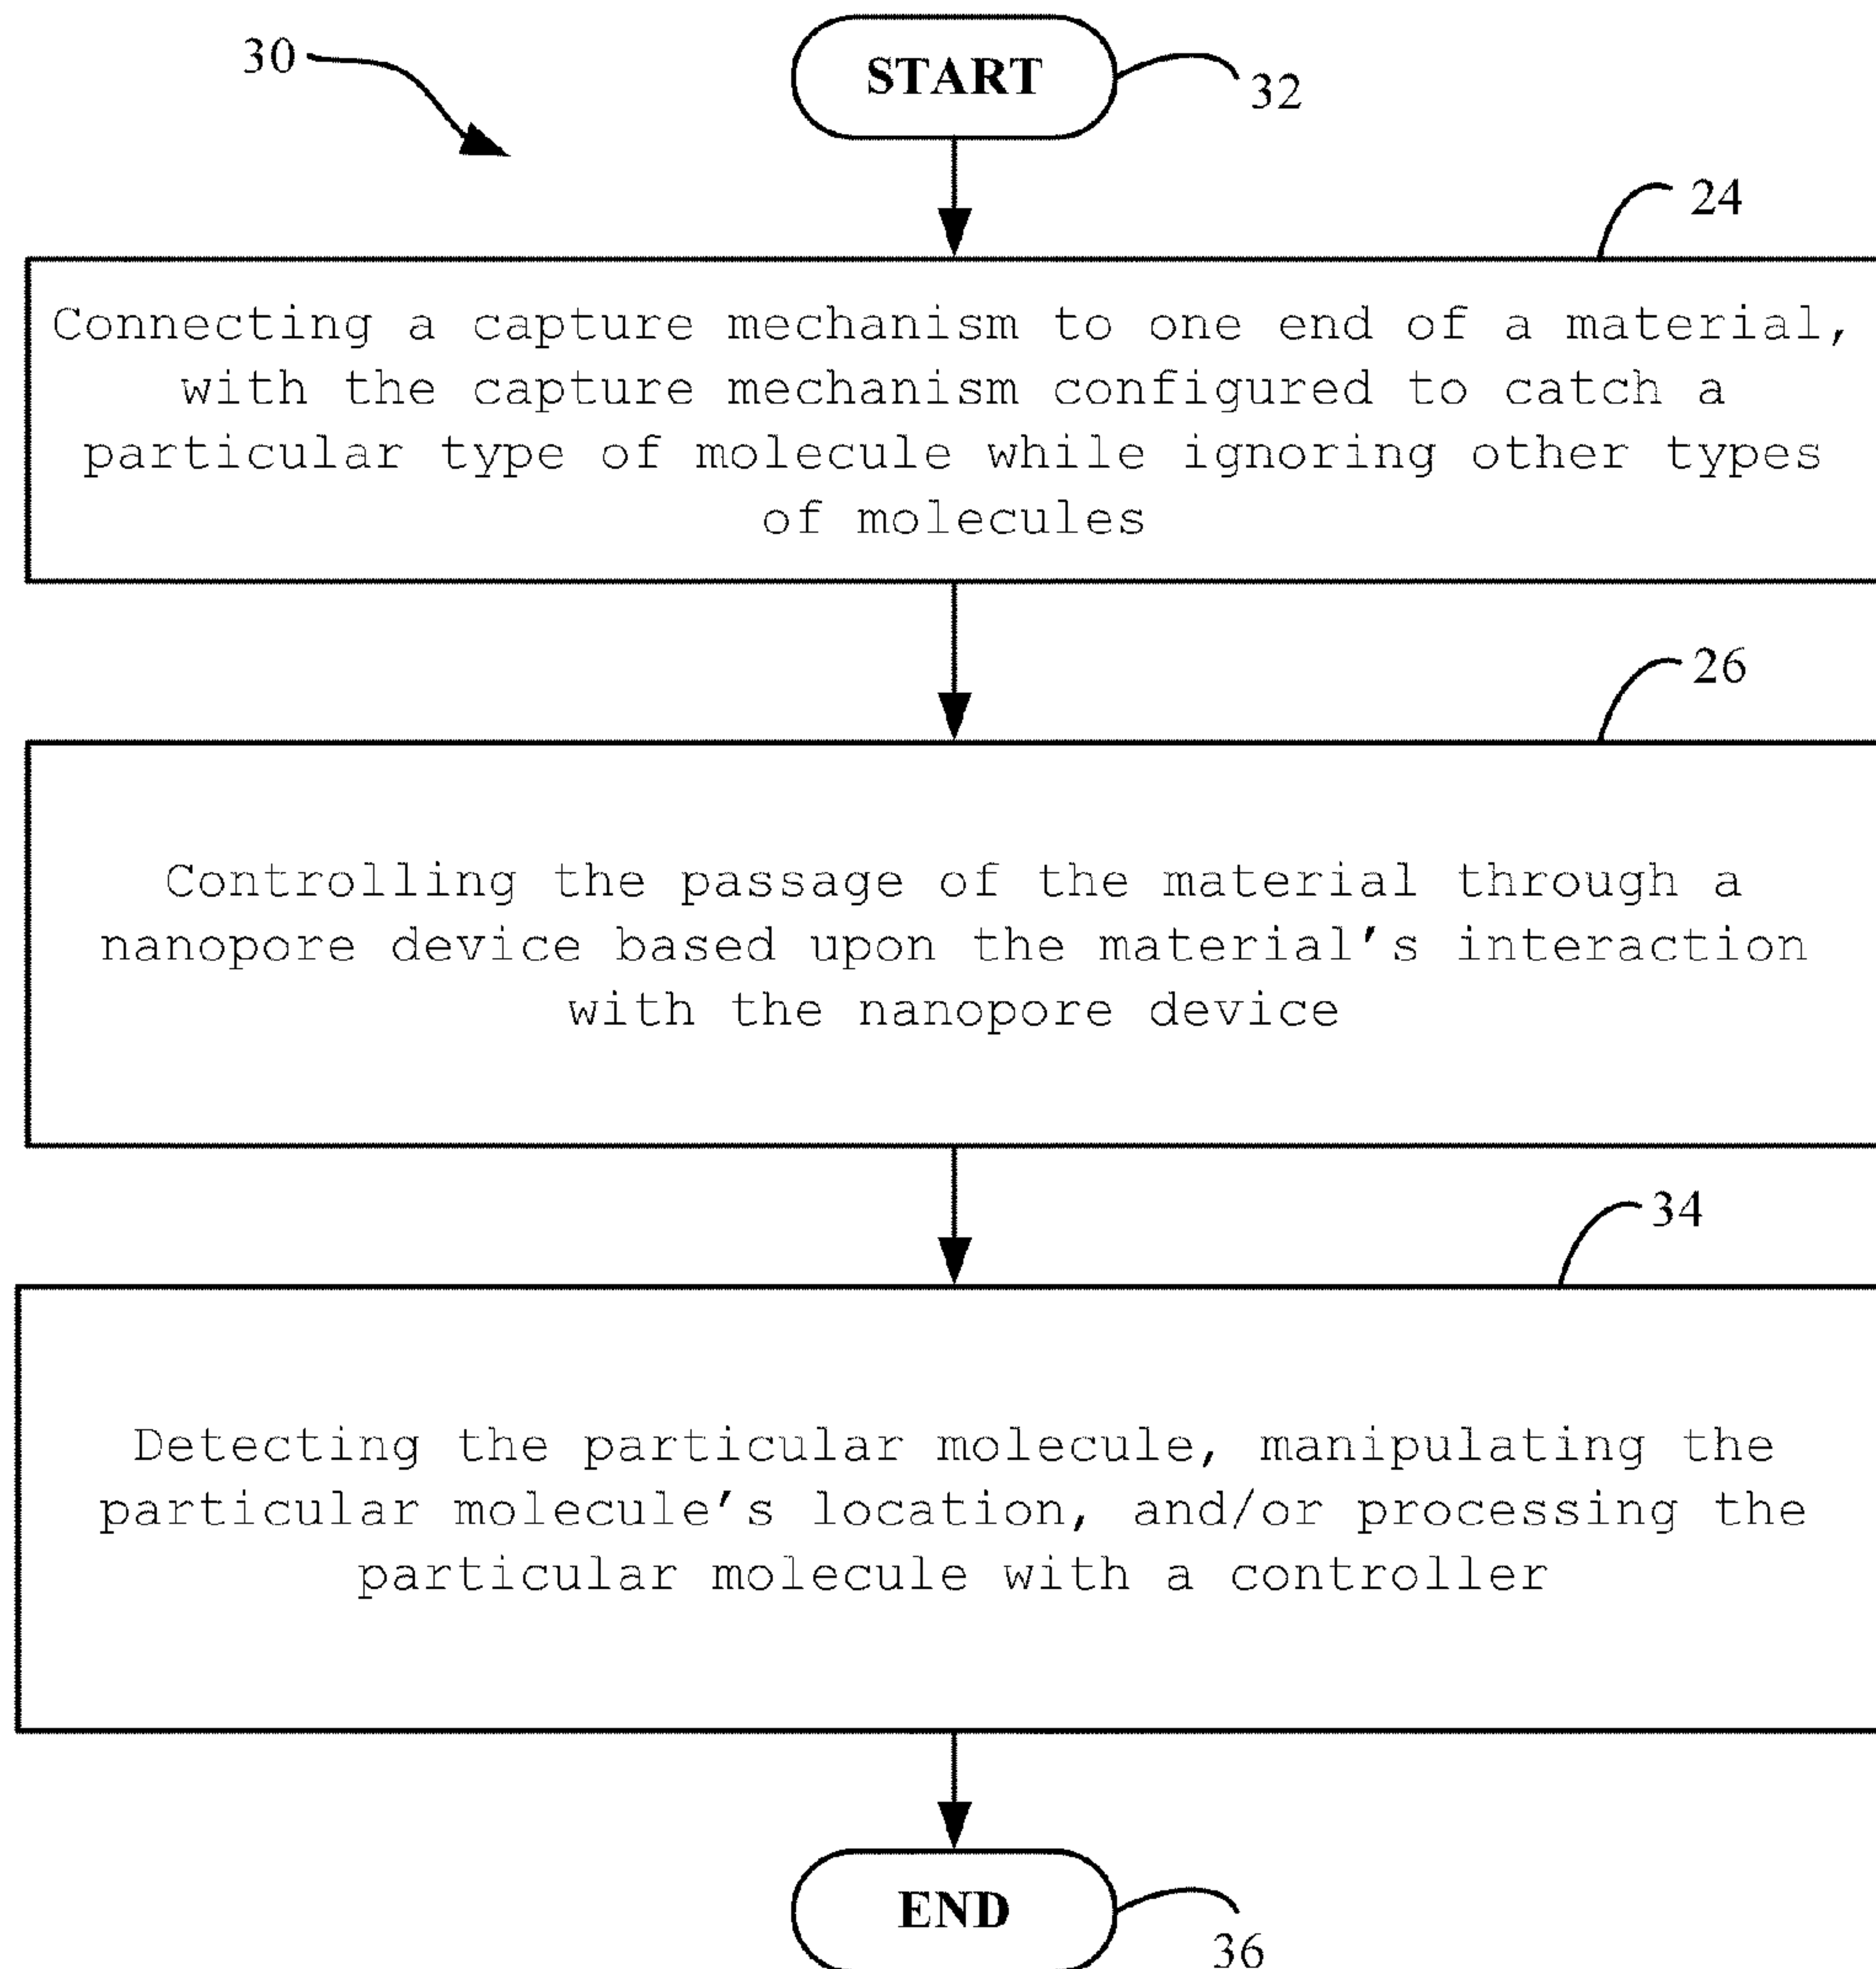 30
START
32
24
Connecting a capture mechanism to one end of a material,
with the capture mechanism configured to catch a
particular type of molecule while ignoring other types
of molecules
26
Controlling the passage of the material through a
nanopore device based upon the material's interaction
with the nanopore device
34
Detecting the particular molecule, manipulating the
particular molecule's location, and/or processing the
particular molecule with a controller
END
36